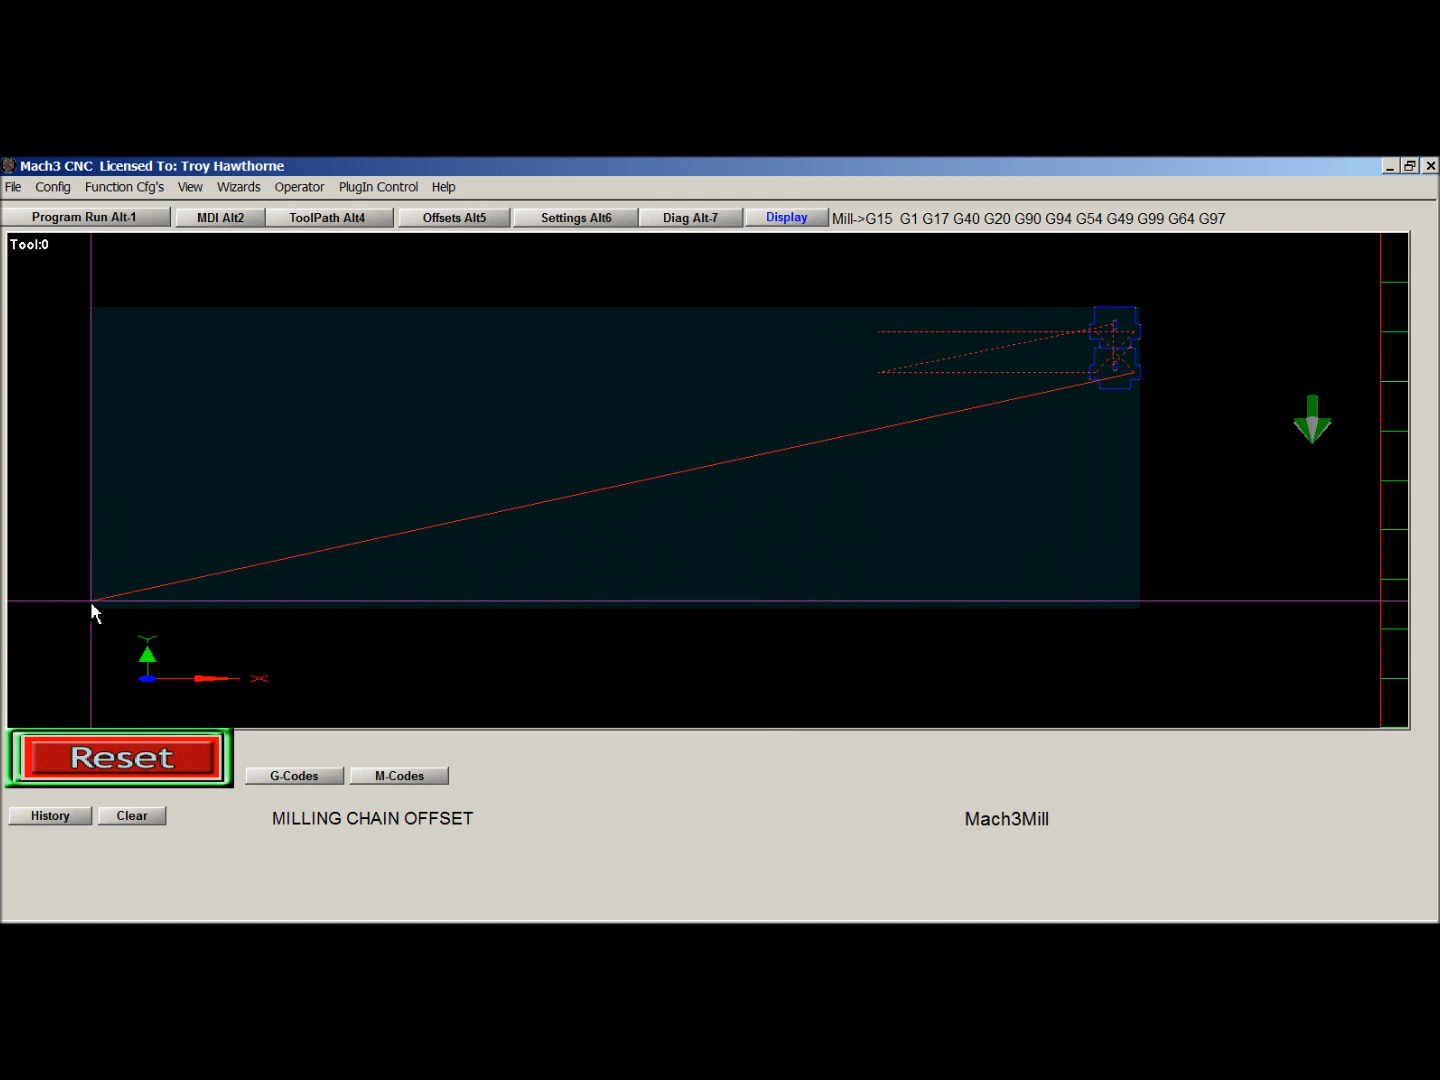 Mach3 CNC  Licensed To: Troy Hawthorne
File Config Function Cfg's View Wizards Operator PlugIn Control Help
Program Run Alt-1 MDI Alt2 ToolPath Alt4 Offsets Alt5 Settings Alt6 Diag Alt-7 Display Mill->G15  G1 G17 G40 G20 G90 G94 G54 G49 G99 G64 G97
Tool:0
Y
X
Reset
G-Codes M-Codes
History Clear MILLING CHAIN OFFSET Mach3Mill